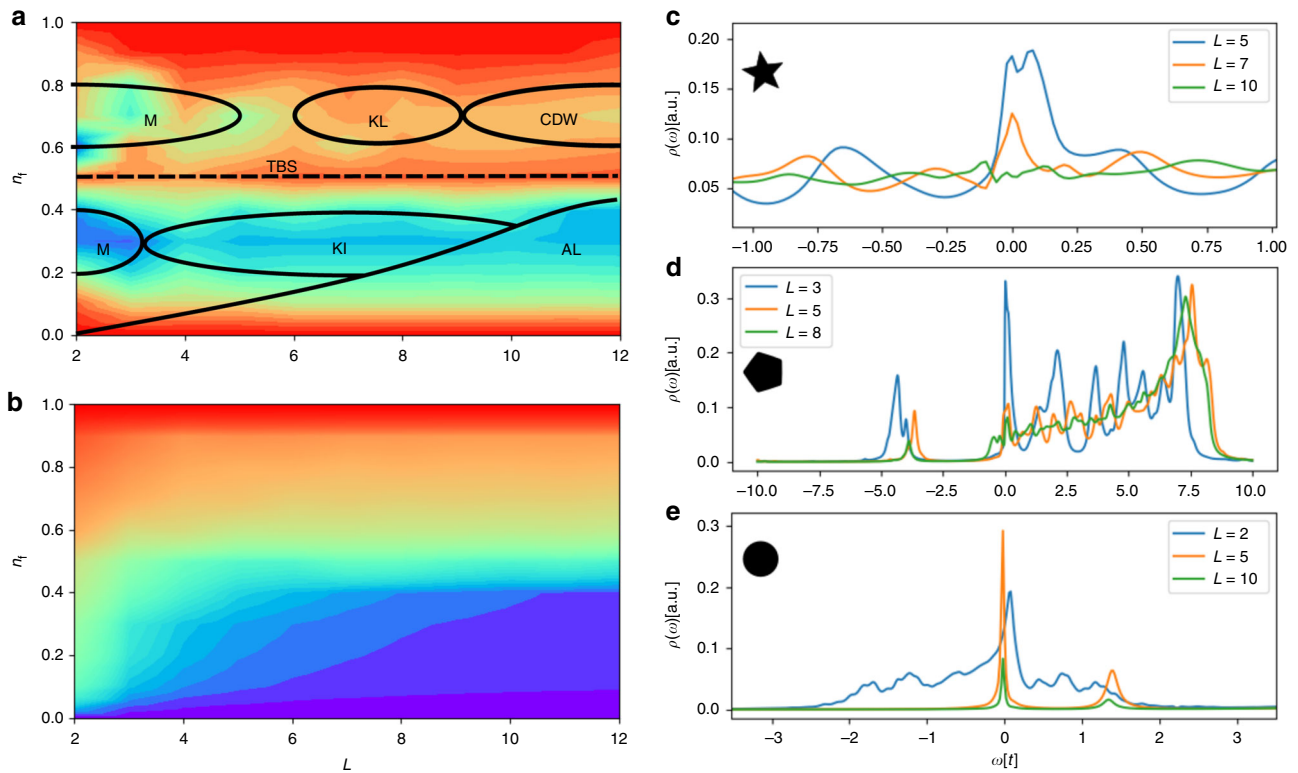 a
1.0
0.8
0.6
0.4
0.2
0.0
n_f
M
KL
CDW
TBS
M
KI
AL
2 4 6 8 10 12
b
1.0
0.8
0.6
0.4
0.2
0.0
n_f
2 4 6 8 10 12
L
c
0.20
0.15
0.10
0.05
ρ(ω)[a.u.]
L = 5
L = 7
L = 10
−1.00 −0.75 −0.50 −0.25 0.00 0.25 0.50 0.75 1.00
d
0.3
0.2
0.1
0.0
ρ(ω)[a.u.]
L = 3
L = 5
L = 8
−10.0 −7.5 −5.0 −2.5 0.0 2.5 5.0 7.5 10.0
e
0.3
0.2
0.1
0.0
ρ(ω)[a.u.]
L = 2
L = 5
L = 10
−3 −2 −1 0 1 2 3
ω[t]